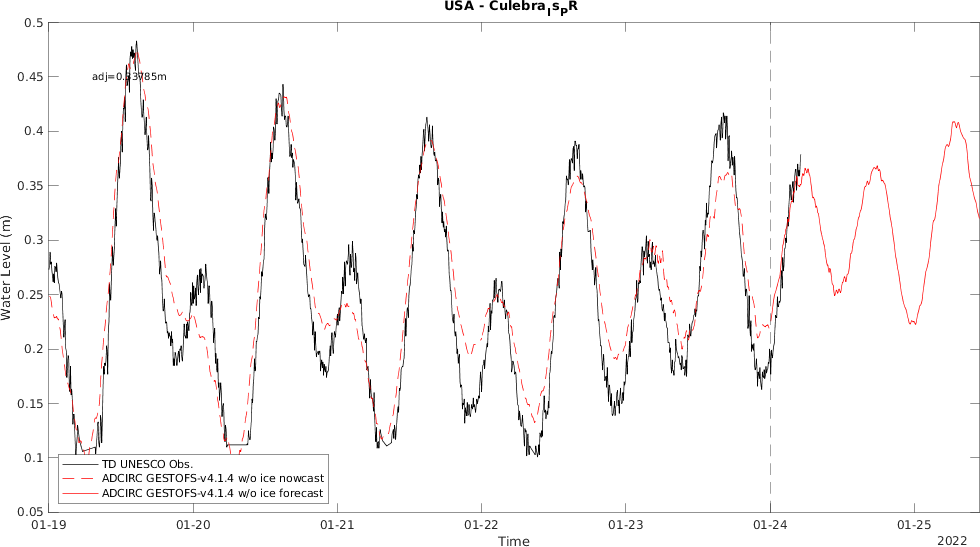 USA - Culebra_Is_PR
0.5
0.45
0.4
0.35
0.3
0.25
0.2
0.15
0.1
0.05
Water Level (m)
TD UNESCO Obs.
ADCIRC GESTOFS-v4.1.4 w/o ice nowcast
ADCIRC GESTOFS-v4.1.4 w/o ice forecast
01-19 01-20 01-21 01-22 01-23 01-24 01-25
Time
2022